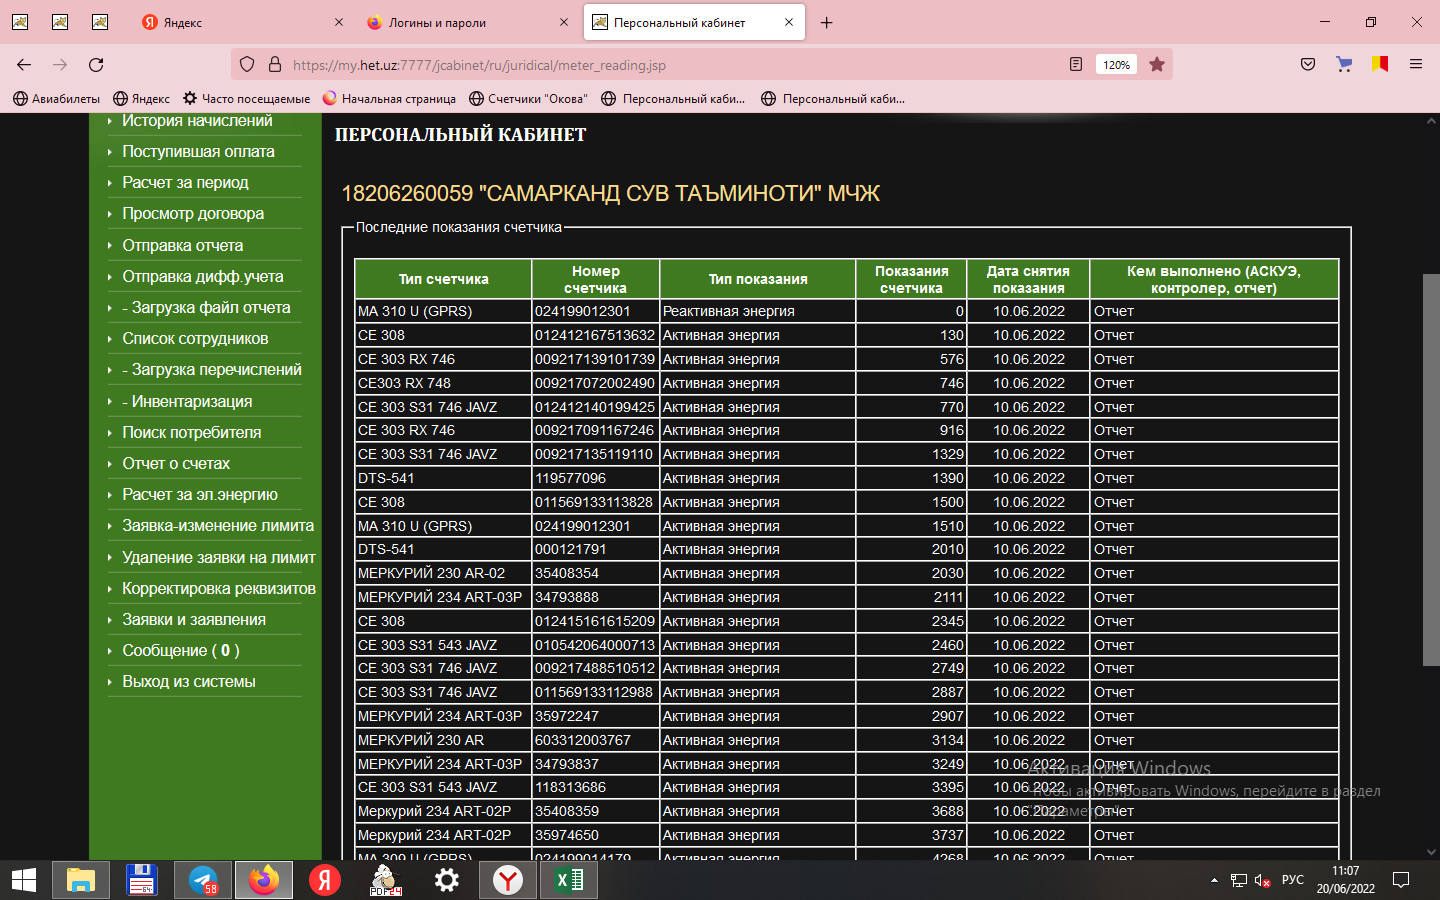 Яндекс
Логины и пароли
Персональный кабинет
https://my.het.uz:7777/jcabinet/ru/juridical/meter_reading.jsp
120%
Авиабилеты
Яндекс
Часто посещаемые
Начальная страница
Счетчики "Окова"
Персональный каби...
Персональный каби...
История начислений
Поступившая оплата
Расчет за период
Просмотр договора
Отправка отчета
Отправка дифф.учета
- Загрузка файл отчета
Список сотрудников
- Загрузка перечислений
- Инвентаризация
Поиск потребителя
Отчет о счетах
Расчет за эл.энергию
Заявка-изменение лимита
Удаление заявки на лимит
Корректировка реквизитов
Заявки и заявления
Сообщение ( 0 )
Выход из системы
ПЕРСОНАЛЬНЫЙ КАБИНЕТ
18206260059 "САМАРКАНД СУВ ТАЪМИНОТИ" МЧЖ
Последние показания счетчика
Тип счетчика Номер счетчика Тип показания Показания счетчика Дата снятия показания Кем выполнено (АСКУЭ, контролер, отчет)
MA 310 U (GPRS) 024199012301 Реактивная энергия 0 10.06.2022 Отчет
CE 308 012412167513632 Активная энергия 130 10.06.2022 Отчет
CE 303 RX 746 009217139101739 Активная энергия 576 10.06.2022 Отчет
CE303 RX 748 009217072002490 Активная энергия 746 10.06.2022 Отчет
CE 303 S31 746 JAVZ 012412140199425 Активная энергия 770 10.06.2022 Отчет
CE 303 RX 746 009217091167246 Активная энергия 916 10.06.2022 Отчет
CE 303 S31 746 JAVZ 009217135119110 Активная энергия 1329 10.06.2022 Отчет
DTS-541 119577096 Активная энергия 1390 10.06.2022 Отчет
CE 308 011569133113828 Активная энергия 1500 10.06.2022 Отчет
MA 310 U (GPRS) 024199012301 Активная энергия 1510 10.06.2022 Отчет
DTS-541 000121791 Активная энергия 2010 10.06.2022 Отчет
МЕРКУРИЙ 230 AR-02 35408354 Активная энергия 2030 10.06.2022 Отчет
МЕРКУРИЙ 234 ART-03P 34793888 Активная энергия 2111 10.06.2022 Отчет
CE 308 012415161615209 Активная энергия 2345 10.06.2022 Отчет
CE 303 S31 543 JAVZ 010542064000713 Активная энергия 2460 10.06.2022 Отчет
CE 303 S31 746 JAVZ 009217488510512 Активная энергия 2749 10.06.2022 Отчет
CE 303 S31 746 JAVZ 011569133112988 Активная энергия 2887 10.06.2022 Отчет
МЕРКУРИЙ 234 ART-03P 35972247 Активная энергия 2907 10.06.2022 Отчет
МЕРКУРИЙ 230 AR 603312003767 Активная энергия 3134 10.06.2022 Отчет
МЕРКУРИЙ 234 ART-03P 34793837 Активная энергия 3249 10.06.2022 Отчет
CE 303 S31 543 JAVZ 118313686 Активная энергия 3395 10.06.2022 Отчет
Меркурий 234 ART-02P 35408359 Активная энергия 3688 10.06.2022 Отчет
Меркурий 234 ART-02P 35974650 Активная энергия 3737 10.06.2022 Отчет
MA 309 U (GPRS) 024199014179 Активная энергия 4268 10.06.2022 Отчет
Активация Windows
Чтобы активировать Windows, перейдите в раздел
"Параметры".
64
58
Я
PDF24
РУС
11:07
20/06/2022